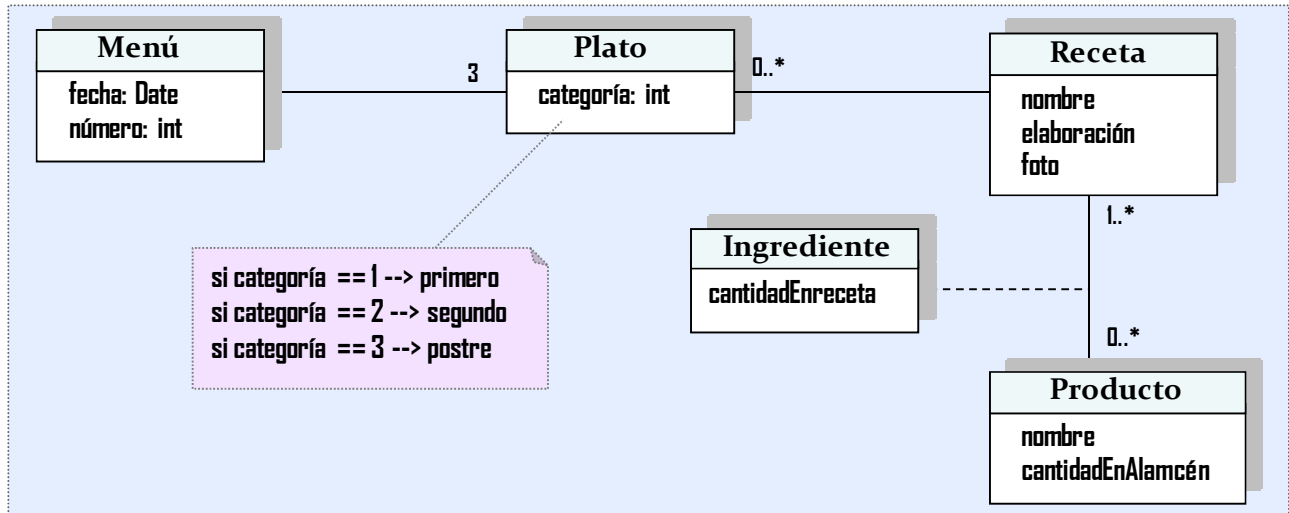 Menú
fecha: Date
número: int
3
Plato
categoría: int
0..*
Receta
nombre
elaboración
foto
1..*
Ingrediente
cantidadEnreceta
si categoría ==1 --> primero
si categoría ==2 --> segundo
si categoría ==3 --> postre
0..*
Producto
nombre
cantidadEnAlamcén